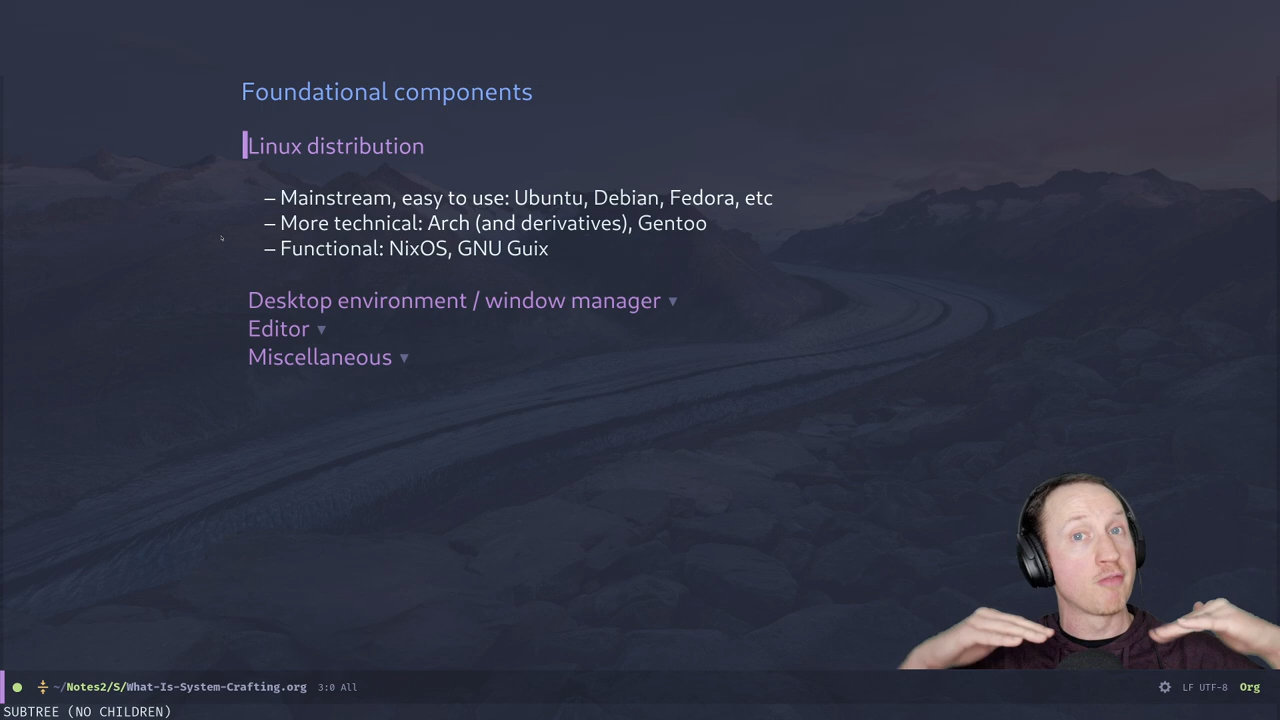 Foundational components
Linux distribution
– Mainstream, easy to use: Ubuntu, Debian, Fedora, etc
– More technical: Arch (and derivatives), Gentoo
– Functional: NixOS, GNU Guix
Desktop environment / window manager ▾
Editor ▾
Miscellaneous ▾
~/Notes2/S/What-Is-System-Crafting.org 3:0 All LF UTF-8 Org
SUBTREE (NO CHILDREN)